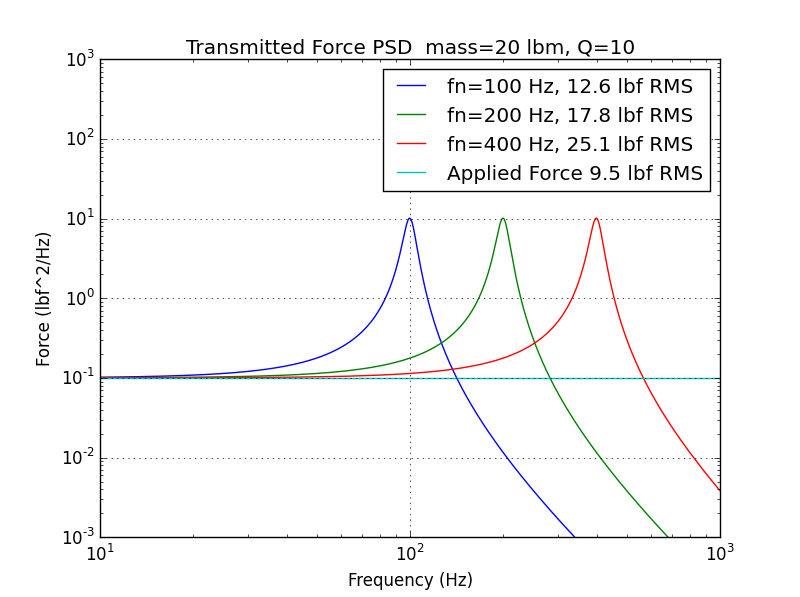 Transmitted Force PSD  mass=20 lbm, Q=10
fn=100 Hz, 12.6 lbf RMS
fn=200 Hz, 17.8 lbf RMS
fn=400 Hz, 25.1 lbf RMS
Applied Force 9.5 lbf RMS
Force (lbf^2/Hz)
10^3
10^2
10^1
10^0
10^-1
10^-2
10^-3
10^1 10^2 10^3
Frequency (Hz)